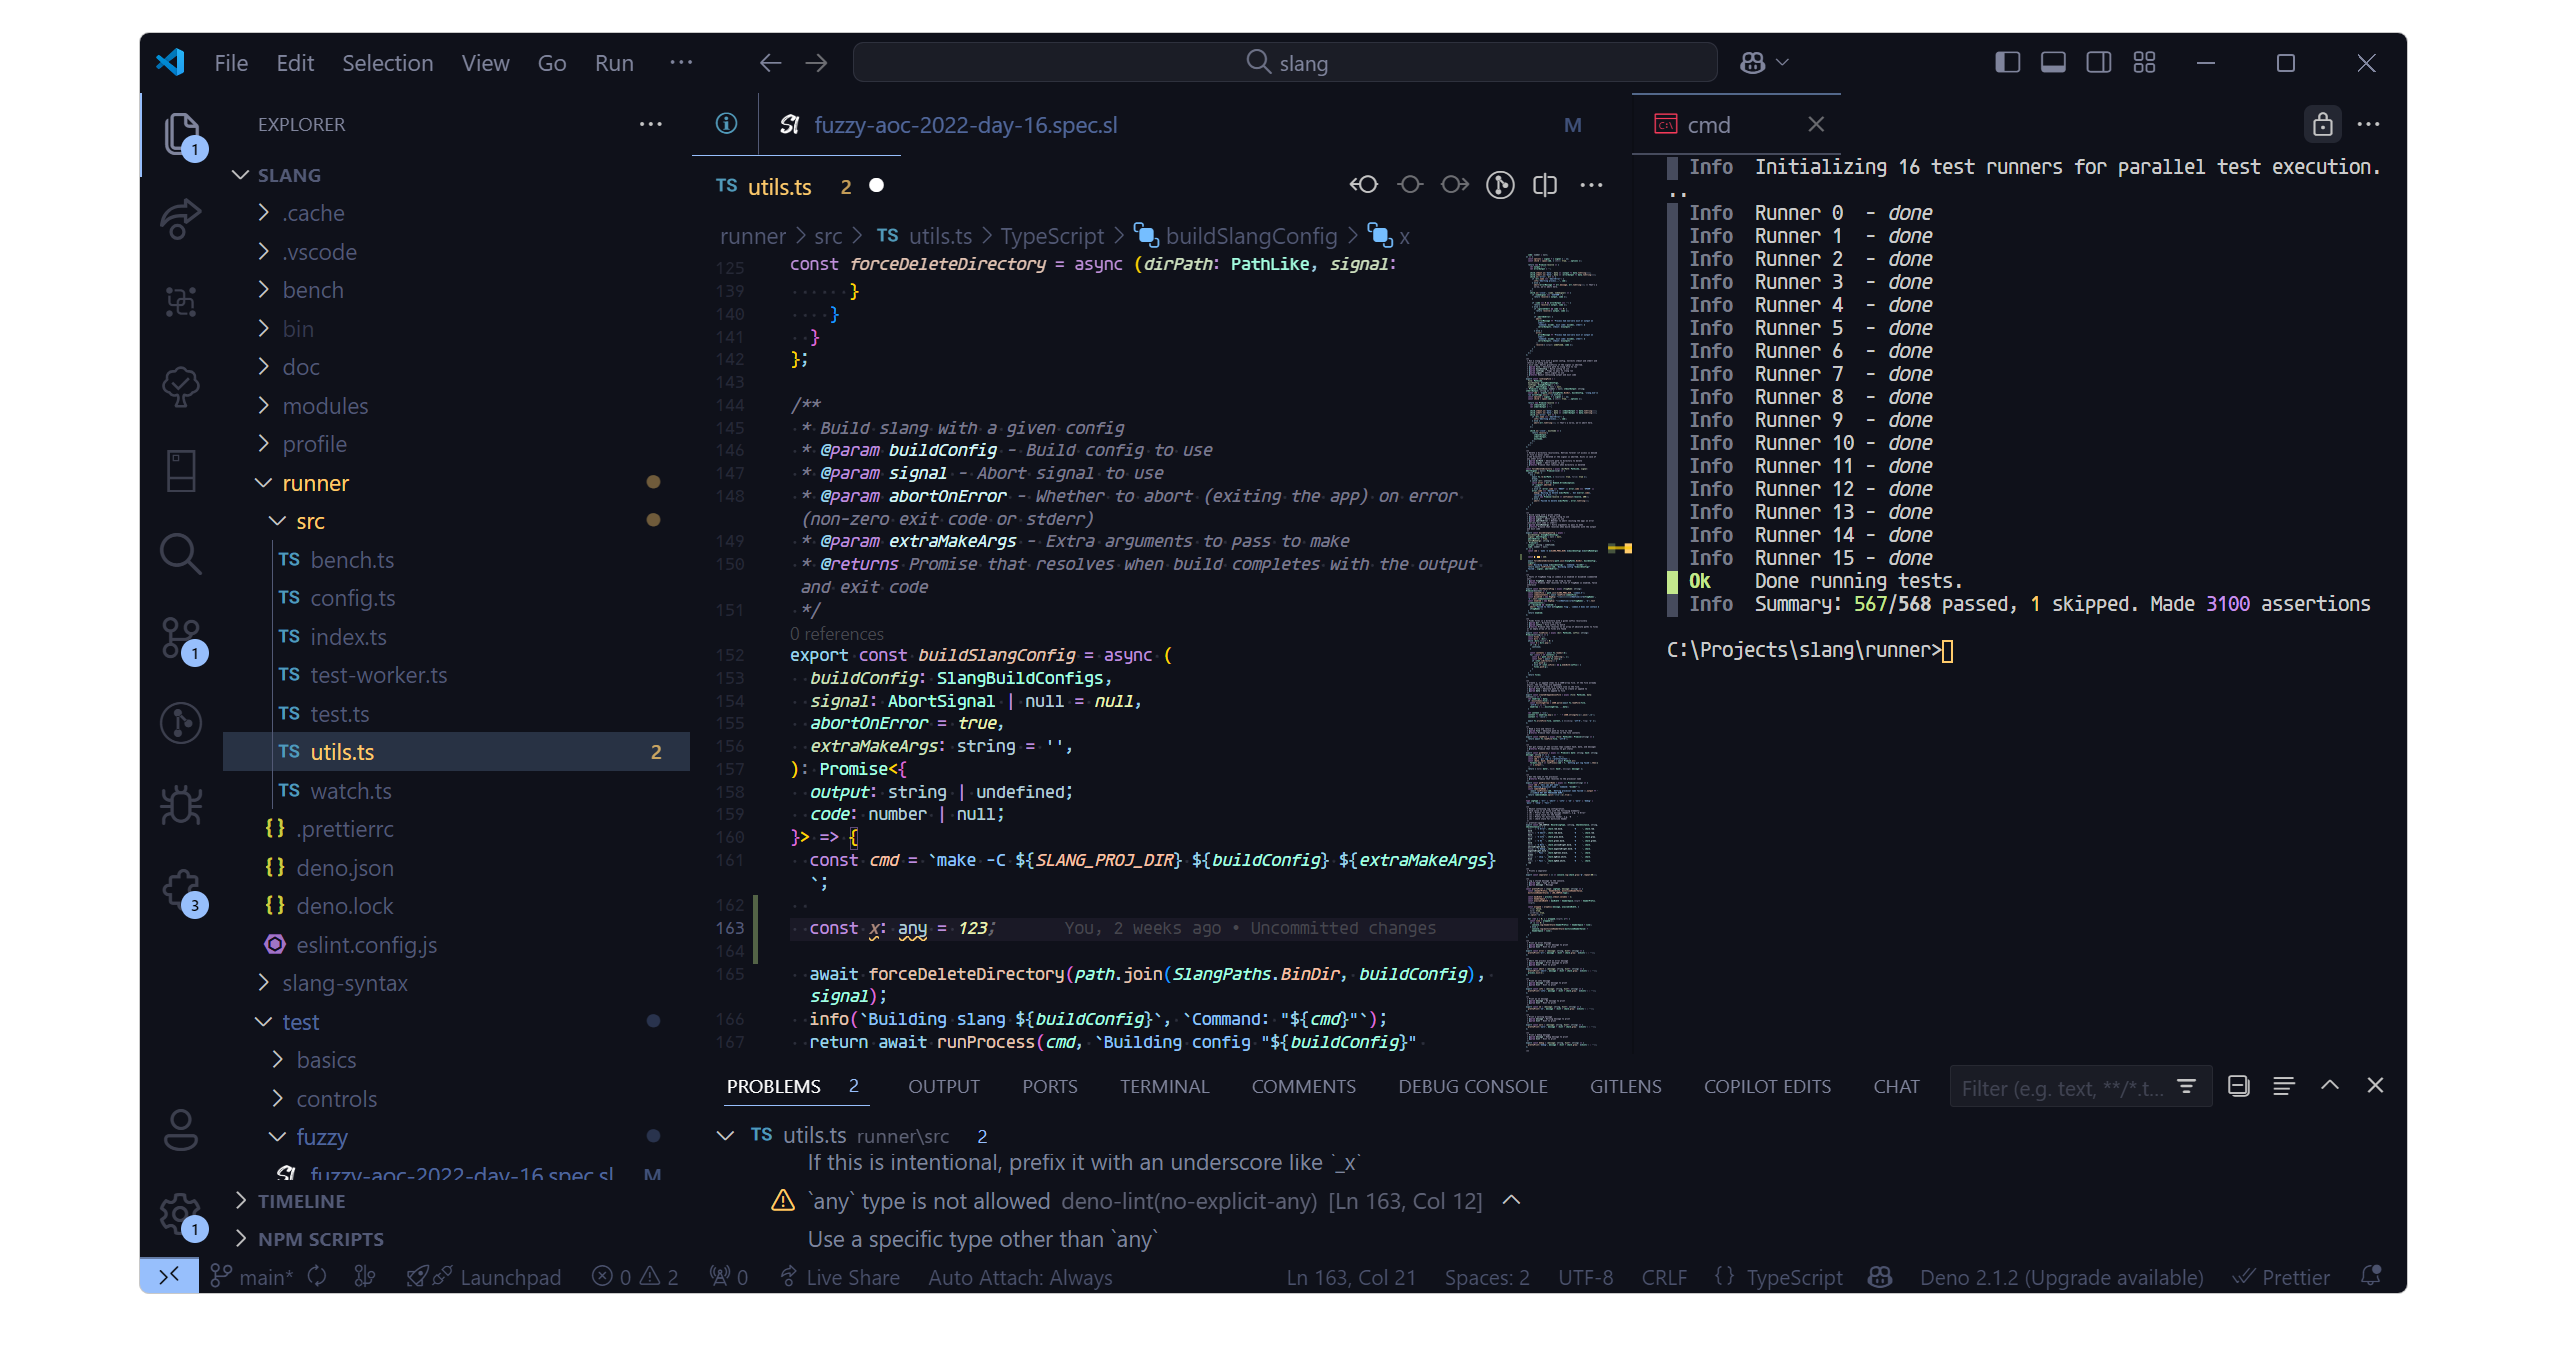 File Edit Selection View Go Run ··· slang
EXPLORER
SLANG
.cache
.vscode
bench
bin
doc
modules
profile
runner
src
TS bench.ts
TS config.ts
TS index.ts
TS test-worker.ts
TS test.ts
TS utils.ts 2
TS watch.ts
{} .prettierrc
{} deno.json
{} deno.lock
eslint.config.js
slang-syntax
test
basics
controls
fuzzy
Sl fuzzy-aoc-2022-day-16.spec.sl M
TIMELINE
NPM SCRIPTS
1
1
3
1
Sl fuzzy-aoc-2022-day-16.spec.sl M
TS utils.ts 2
runner > src > TS utils.ts > TypeScript > buildSlangConfig > x
125 const forceDeleteDirectory = async (dirPath: PathLike, signal:
139 }
140 }
141 }
142 };
143
144 /**
145 * Build slang with a given config
146 * @param buildConfig - Build config to use
147 * @param signal - Abort signal to use
148 * @param abortOnError - Whether to abort (exiting the app) on error
(non-zero exit code or stderr)
149 * @param extraMakeArgs - Extra arguments to pass to make
150 * @returns Promise that resolves when build completes with the output
and exit code
151 */
0 references
152 export const buildSlangConfig = async (
153 buildConfig: SlangBuildConfigs,
154 signal: AbortSignal | null = null,
155 abortOnError = true,
156 extraMakeArgs: string = '',
157 ): Promise<{
158 output: string | undefined;
159 code: number | null;
160 }> => {
161 const cmd = `make -C ${SLANG_PROJ_DIR} ${buildConfig} ${extraMakeArgs}
`;
162
163 const x: any = 123; You, 2 weeks ago • Uncommitted changes
164
165 await forceDeleteDirectory(path.join(SlangPaths.BinDir, buildConfig),
signal);
166 info(`Building slang ${buildConfig}`, `Command: "${cmd}"`);
167 return await runProcess(cmd, `Building config "${buildConfig}"
cmd
Info Initializing 16 test runners for parallel test execution.
..
Info Runner 0 - done
Info Runner 1 - done
Info Runner 2 - done
Info Runner 3 - done
Info Runner 4 - done
Info Runner 5 - done
Info Runner 6 - done
Info Runner 7 - done
Info Runner 8 - done
Info Runner 9 - done
Info Runner 10 - done
Info Runner 11 - done
Info Runner 12 - done
Info Runner 13 - done
Info Runner 14 - done
Info Runner 15 - done
Ok Done running tests.
Info Summary: 567/568 passed, 1 skipped. Made 3100 assertions
C:\Projects\slang\runner>
PROBLEMS 2 OUTPUT PORTS TERMINAL COMMENTS DEBUG CONSOLE GITLENS COPILOT EDITS CHAT Filter (e.g. text, **/*.t...
TS utils.ts runner\src 2
If this is intentional, prefix it with an underscore like `_x`
`any` type is not allowed deno-lint(no-explicit-any) [Ln 163, Col 12]
Use a specific type other than `any`
main* Launchpad 0 2 0 Live Share Auto Attach: Always Ln 163, Col 21 Spaces: 2 UTF-8 CRLF {} TypeScript Deno 2.1.2 (Upgrade available) Prettier